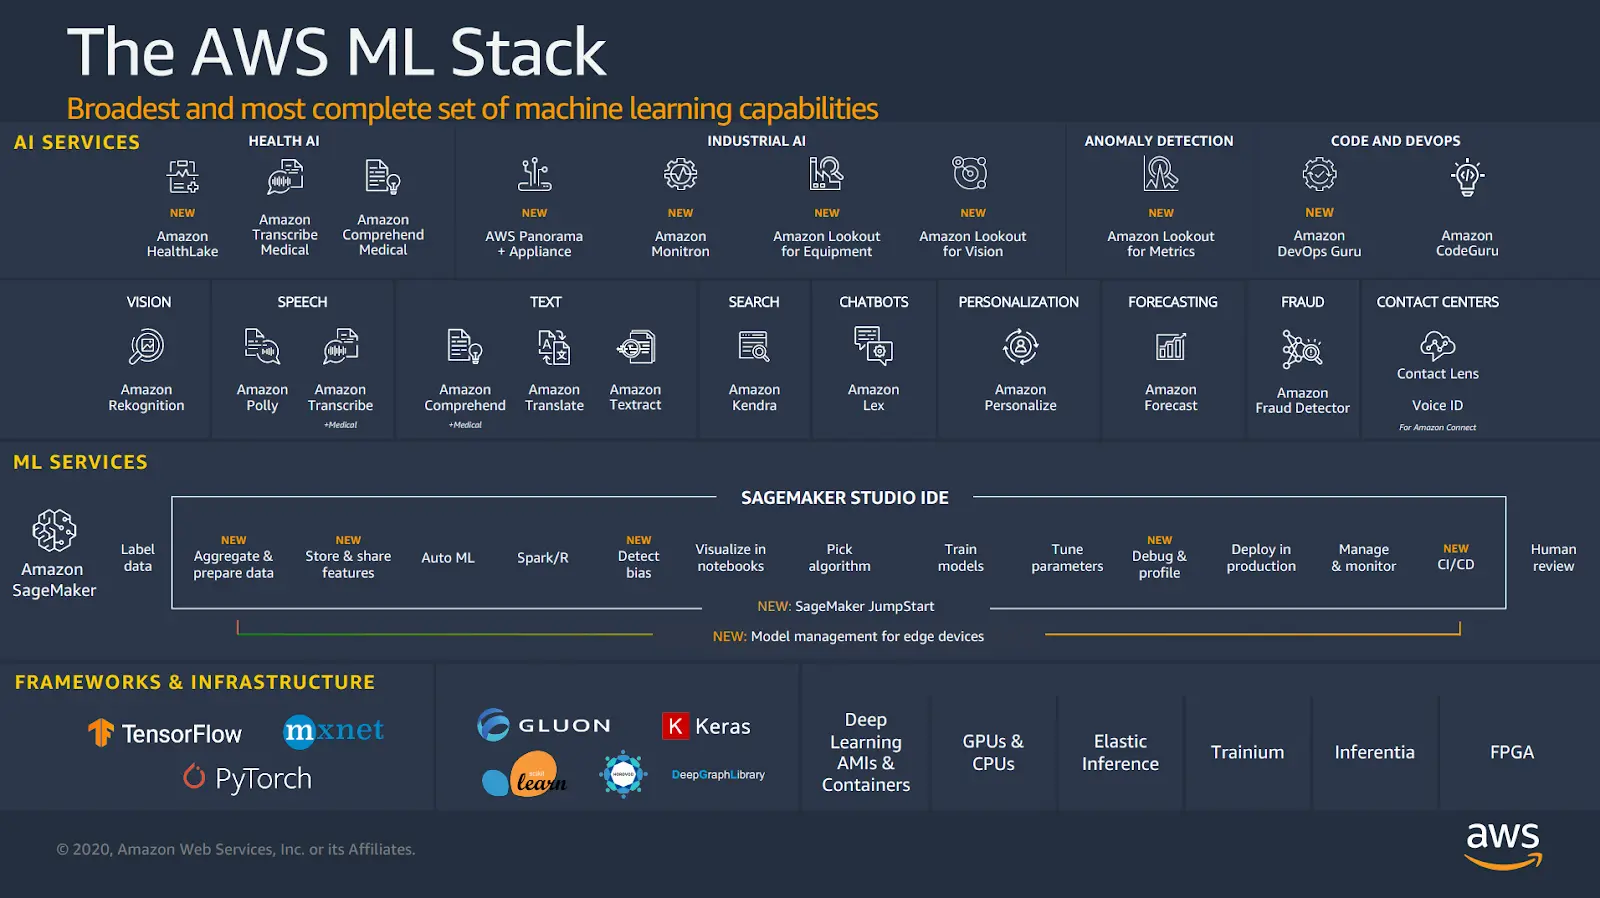 The AWS ML Stack
Broadest and most complete set of machine learning capabilities
AI SERVICES
HEALTH AI
NEW
Amazon
HealthLake
Amazon
Transcribe
Medical
Amazon
Comprehend
Medical
INDUSTRIAL AI
NEW
AWS Panorama
+ Appliance
NEW
Amazon
Monitron
NEW
Amazon Lookout
for Equipment
NEW
Amazon Lookout
for Vision
ANOMALY DETECTION
NEW
Amazon Lookout
for Metrics
CODE AND DEVOPS
NEW
Amazon
DevOps Guru
Amazon
CodeGuru
VISION
Amazon
Rekognition
SPEECH
Amazon
Polly
Amazon
Transcribe
+Medical
TEXT
Amazon
Comprehend
+Medical
Amazon
Translate
Amazon
Textract
SEARCH
Amazon
Kendra
CHATBOTS
Amazon
Lex
PERSONALIZATION
Amazon
Personalize
FORECASTING
Amazon
Forecast
FRAUD
Amazon
Fraud Detector
CONTACT CENTERS
Contact Lens
Voice ID
For Amazon Connect
ML SERVICES
Amazon
SageMaker
Label
data
SAGEMAKER STUDIO IDE
NEW
Aggregate &
prepare data
NEW
Store & share
features
Auto ML
Spark/R
NEW
Detect
bias
Visualize in
notebooks
Pick
algorithm
Train
models
Tune
parameters
NEW
Debug &
profile
Deploy in
production
Manage
& monitor
NEW
CI/CD
Human
review
NEW: SageMaker JumpStart
NEW: Model management for edge devices
FRAMEWORKS & INFRASTRUCTURE
TensorFlow
mxnet
PyTorch
GLUON
K Keras
learn
HOROVOD
DeepGraphLibrary
Deep
Learning
AMIs &
Containers
GPUs &
CPUs
Elastic
Inference
Trainium
Inferentia
FPGA
© 2020, Amazon Web Services, Inc. or its Affiliates.
aws